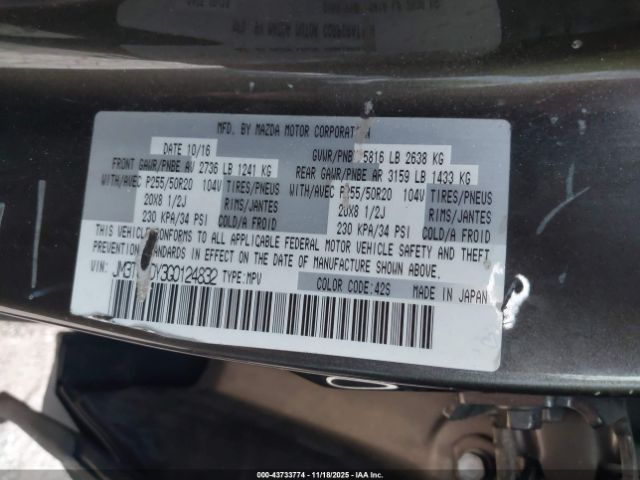 MFD. BY MAZDA MOTOR CORPORATION
DATE 10/16
GVWR/PNBV 5816 LB 2638 KG
FRONT GAWR/PNBE AV 2736 LB 1241 KG
REAR GAWR/PNBE AR 3159 LB 1433 KG
WITH/AVEC P255/50R20 104V TIRES/PNEUS
20X8 1/2J RIMS/JANTES
230 KPA/34 PSI COLD/A FROID
WITH/AVEC P255/50R20 104V TIRES/PNEUS
20X8 1/2J RIMS/JANTES
230 KPA/34 PSI COLD/A FROID
THIS VEHICLE CONFORMS TO ALL APPLICABLE FEDERAL MOTOR VEHICLE SAFETY AND THEFT
PREVENTION STANDARDS IN EFFECT ON THE DATE OF MANUFACTURE SHOWN ABOVE.
VIN: TYPE:MPV
COLOR CODE:42S MADE IN JAPAN
000-43733774 - 11/18/2025 - IAA, Inc.